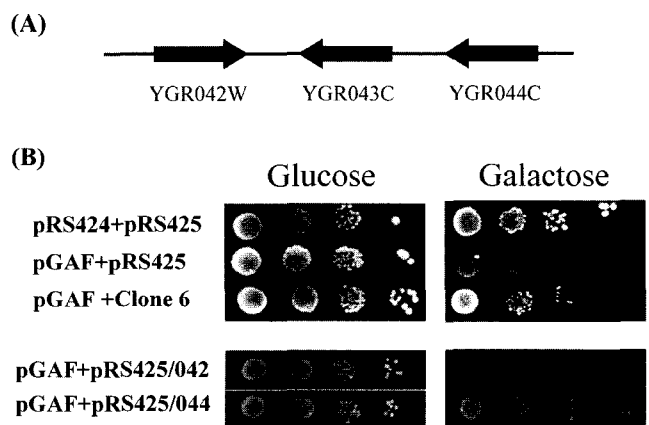 (A)
YGR042W YGR043C YGR044C
(B)
Glucose Galactose
pRS424+pRS425
pGAF+pRS425
pGAF +Clone 6
pGAF+pRS425/042
pGAF+pRS425/044